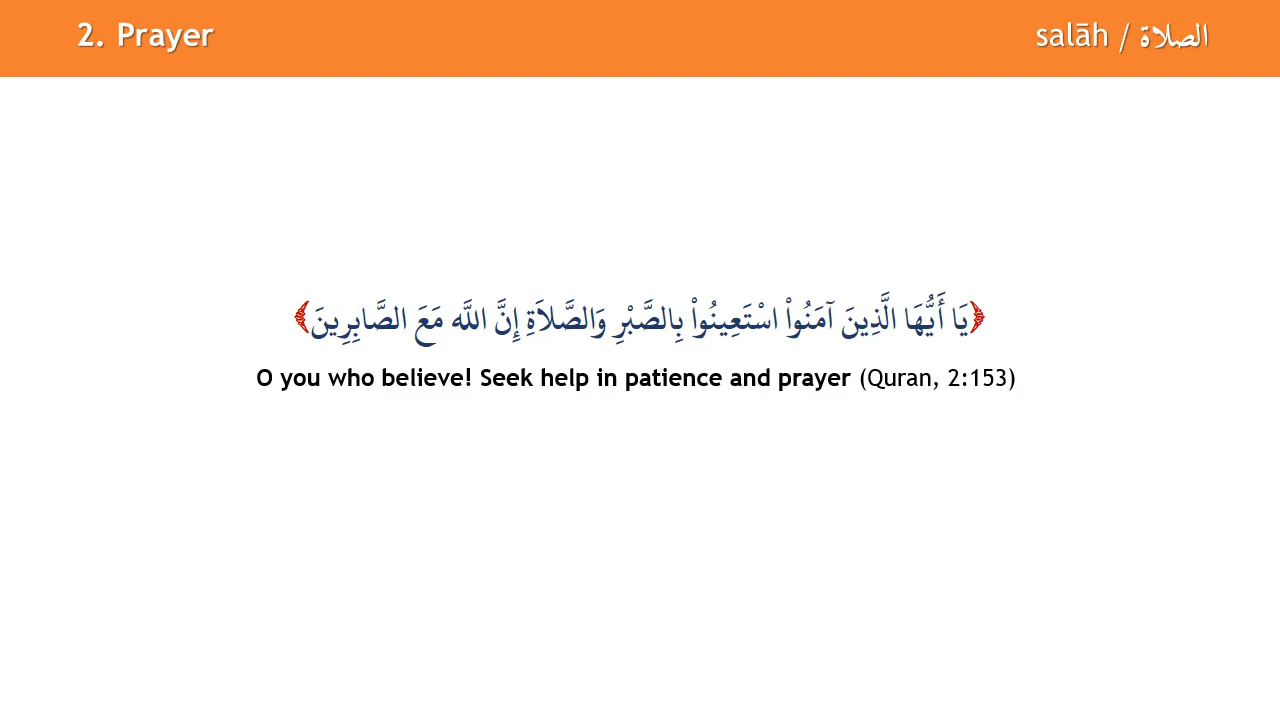 2. Prayer
salāh / الصلاة
﴿يَا أَيُّهَا الَّذِينَ آمَنُواْ اسْتَعِينُواْ بِالصَّبْرِ وَالصَّلاَةِ إِنَّ اللَّه مَعَ الصَّابِرِينَ﴾
O you who believe! Seek help in patience and prayer (Quran, 2:153)